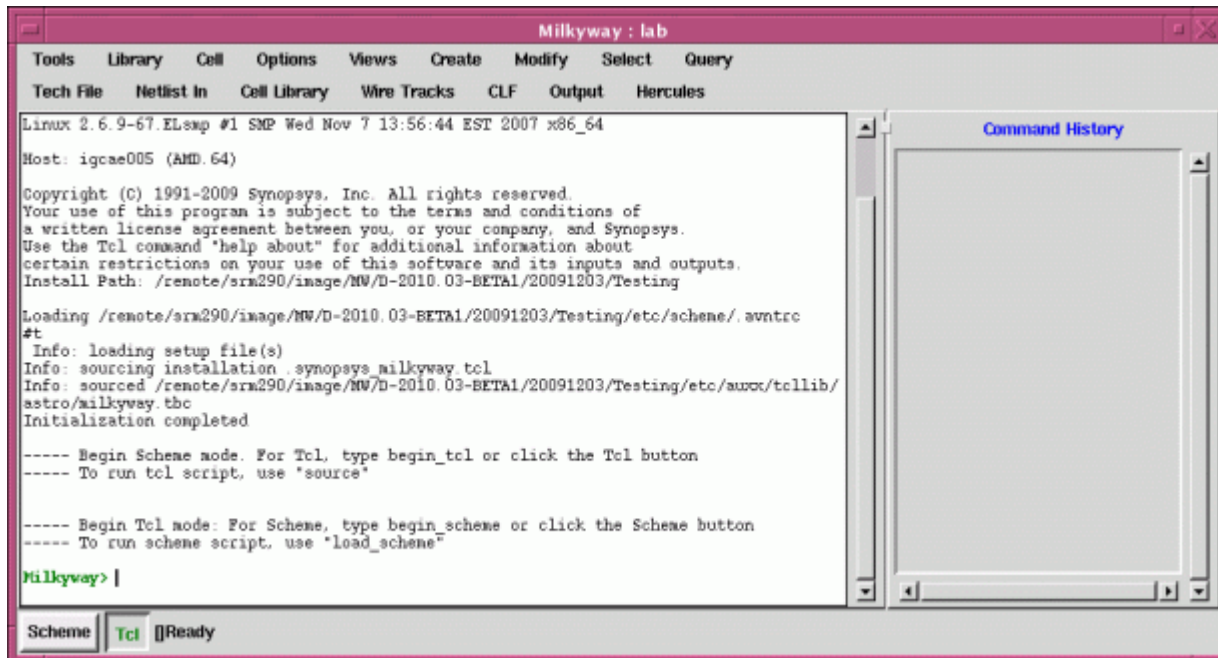 Milkyway : lab
Tools Library Cell Options Views Create Modify Select Query
Tech File Netlist In Cell Library Wire Tracks CLF Output Hercules
Linux 2.6.9-67.ELsmp #1 SMP Wed Nov 7 13:56:44 EST 2007 x86_64
Host: igcae005 (AMD.64)
Copyright (C) 1991-2009 Synopsys, Inc. All rights reserved.
Your use of this program is subject to the terms and conditions of
a written license agreement between you, or your company, and Synopsys.
Use the Tcl command "help about" for additional information about
certain restrictions on your use of this software and its inputs and outputs.
Install Path: /remote/srm290/image/MW/D-2010.03-BETA1/20091203/Testing
Loading /remote/srm290/image/MW/D-2010.03-BETA1/20091203/Testing/etc/scheme/.avntrc
#t
Info: loading setup file(s)
Info: sourcing installation .synopsys_milkyway.tcl
Info: sourced /remote/srm290/image/MW/D-2010.03-BETA1/20091203/Testing/etc/auxx/tcllib/
astro/milkyway.tbc
Initialization completed
----- Begin Scheme mode. For Tcl, type begin_tcl or click the Tcl button
----- To run tcl script, use "source"
----- Begin Tcl mode: For Scheme, type begin_scheme or click the Scheme button
----- To run scheme script, use "load_scheme"
Milkyway>
Command History
Scheme Tcl []Ready